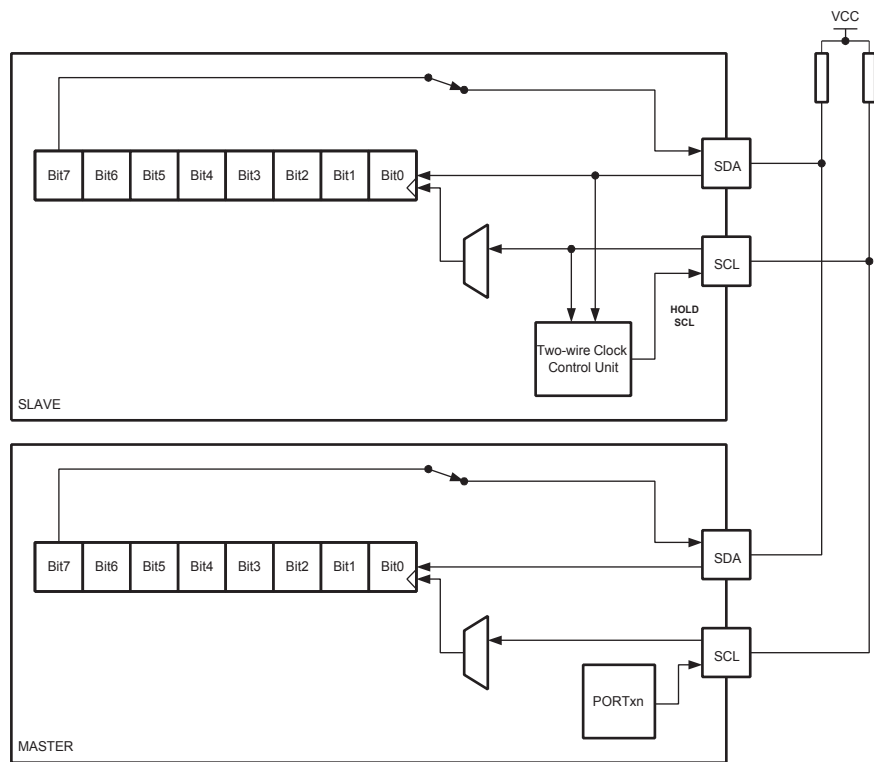 VCC
Bit7 Bit6 Bit5 Bit4 Bit3 Bit2 Bit1 Bit0
SDA
SCL
HOLD
SCL
Two-wire Clock
Control Unit
SLAVE
Bit7 Bit6 Bit5 Bit4 Bit3 Bit2 Bit1 Bit0
SDA
SCL
PORTxn
MASTER